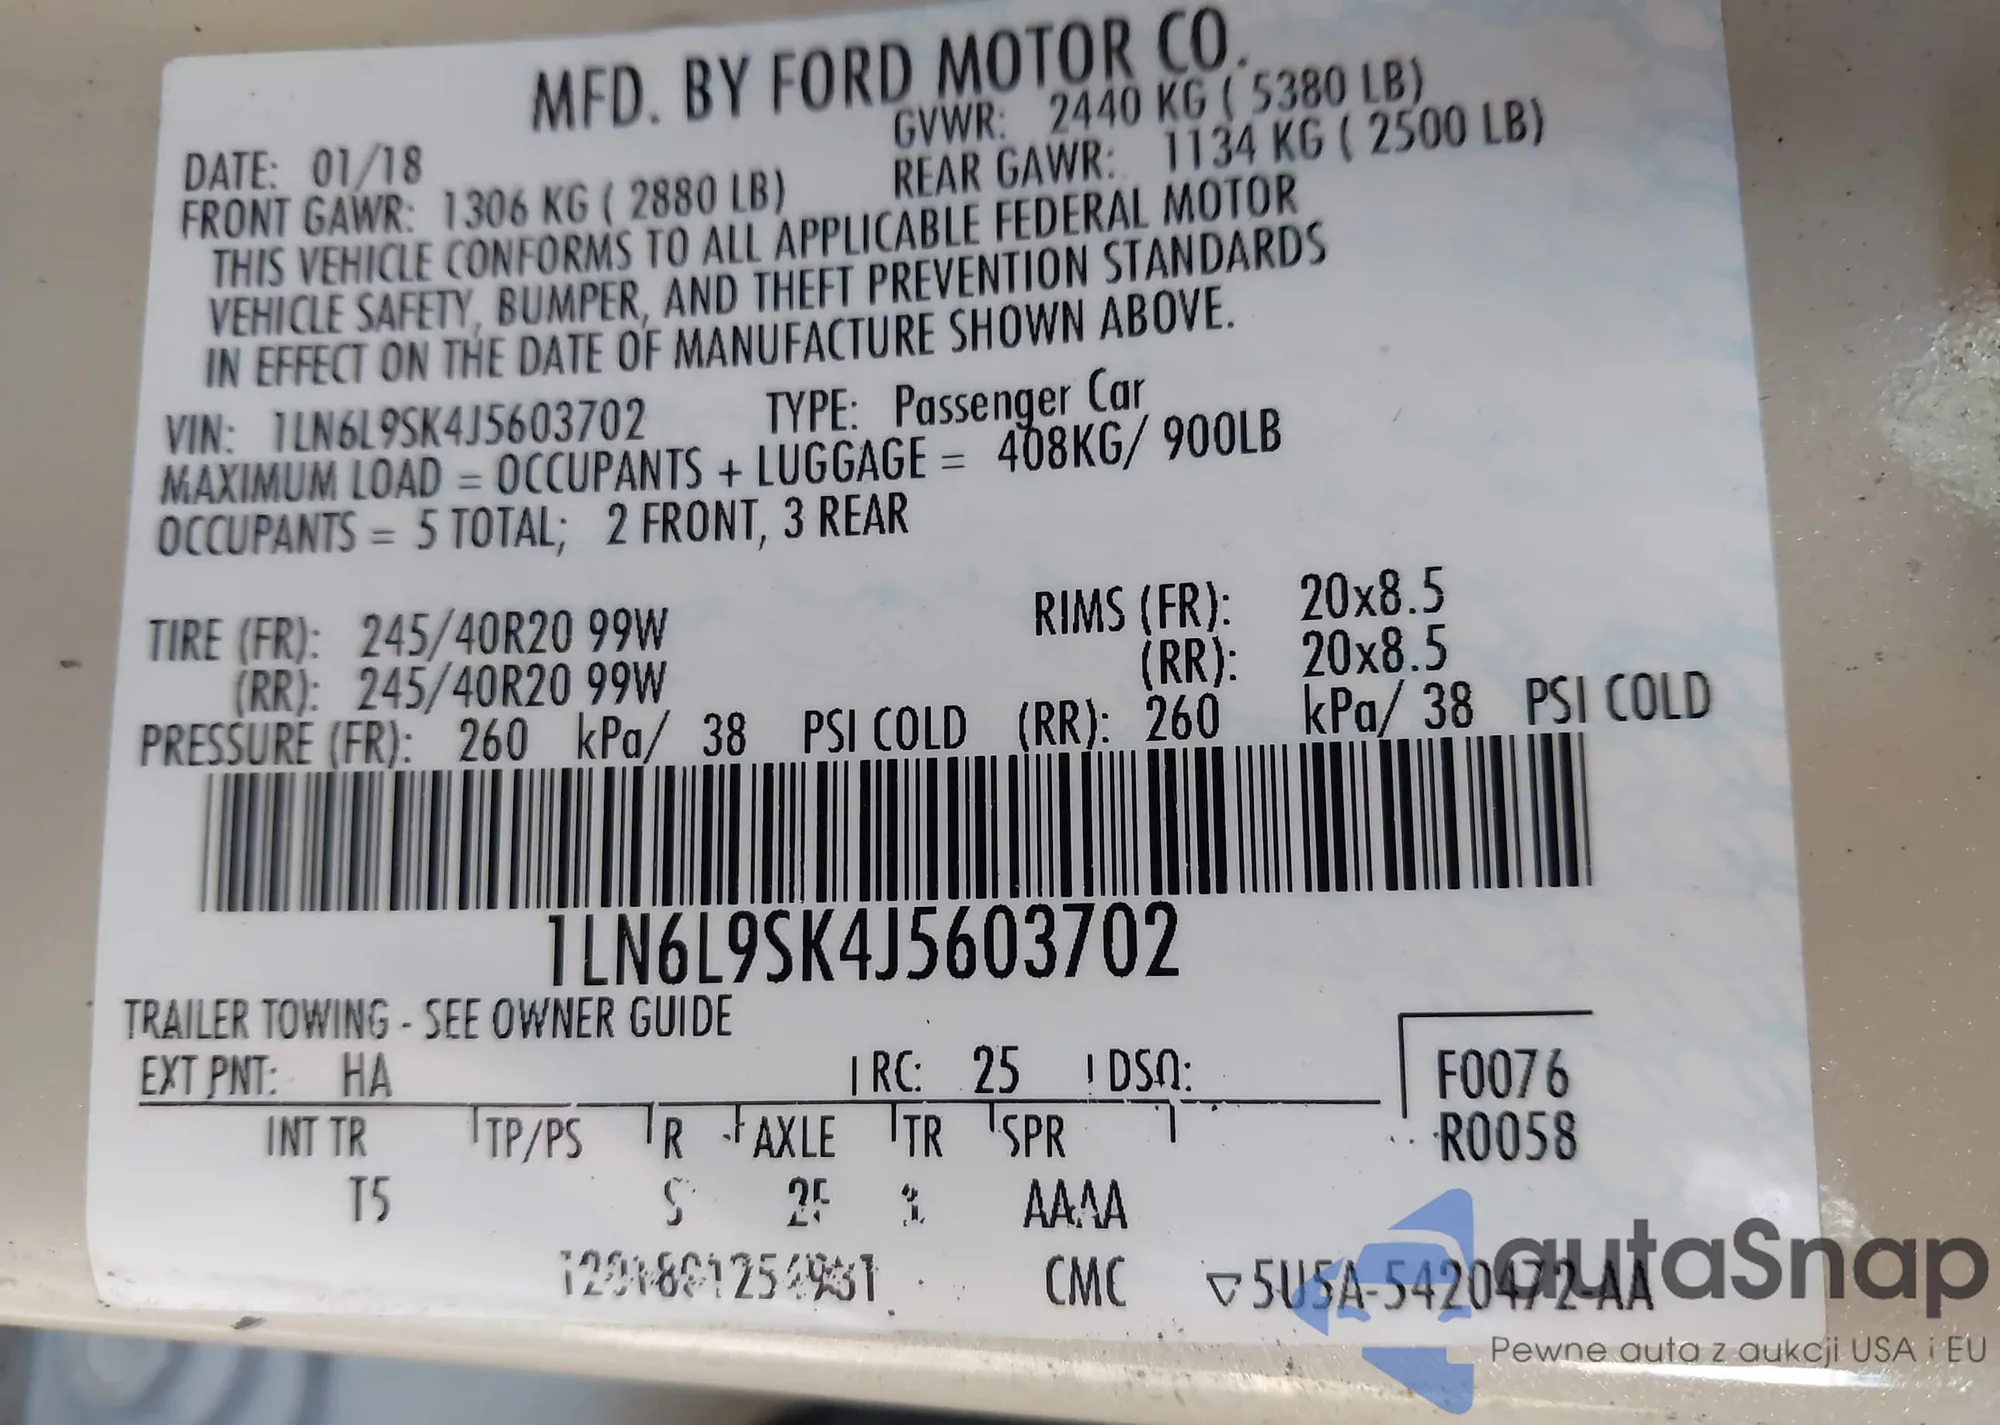 MFD. BY FORD MOTOR CO.
DATE: 01/18
GVWR: 2440 KG ( 5380 LB)
FRONT GAWR: 1306 KG ( 2880 LB)
REAR GAWR: 1134 KG ( 2500 LB)
THIS VEHICLE CONFORMS TO ALL APPLICABLE FEDERAL MOTOR
VEHICLE SAFETY, BUMPER, AND THEFT PREVENTION STANDARDS
IN EFFECT ON THE DATE OF MANUFACTURE SHOWN ABOVE.
VIN: 1LN6L9SK4J5603702 TYPE: Passenger Car
MAXIMUM LOAD = OCCUPANTS + LUGGAGE = 408KG/ 900LB
OCCUPANTS = 5 TOTAL; 2 FRONT, 3 REAR
TIRE (FR): 245/40R20 99W RIMS (FR): 20x8.5
(RR): 245/40R20 99W (RR): 20x8.5
PRESSURE (FR): 260 kPa/ 38 PSI COLD (RR): 260 kPa/ 38 PSI COLD
1LN6L9SK4J5603702
TRAILER TOWING - SEE OWNER GUIDE
EXT PNT: HA RC: 25 DSO: F0076
INT TR TP/PS R AXLE TR SPR R0058
T5 S AAAA
CMC ▽5U5A-5420472-AA
autaSnap
Pewne auta z aukcji USA i EU